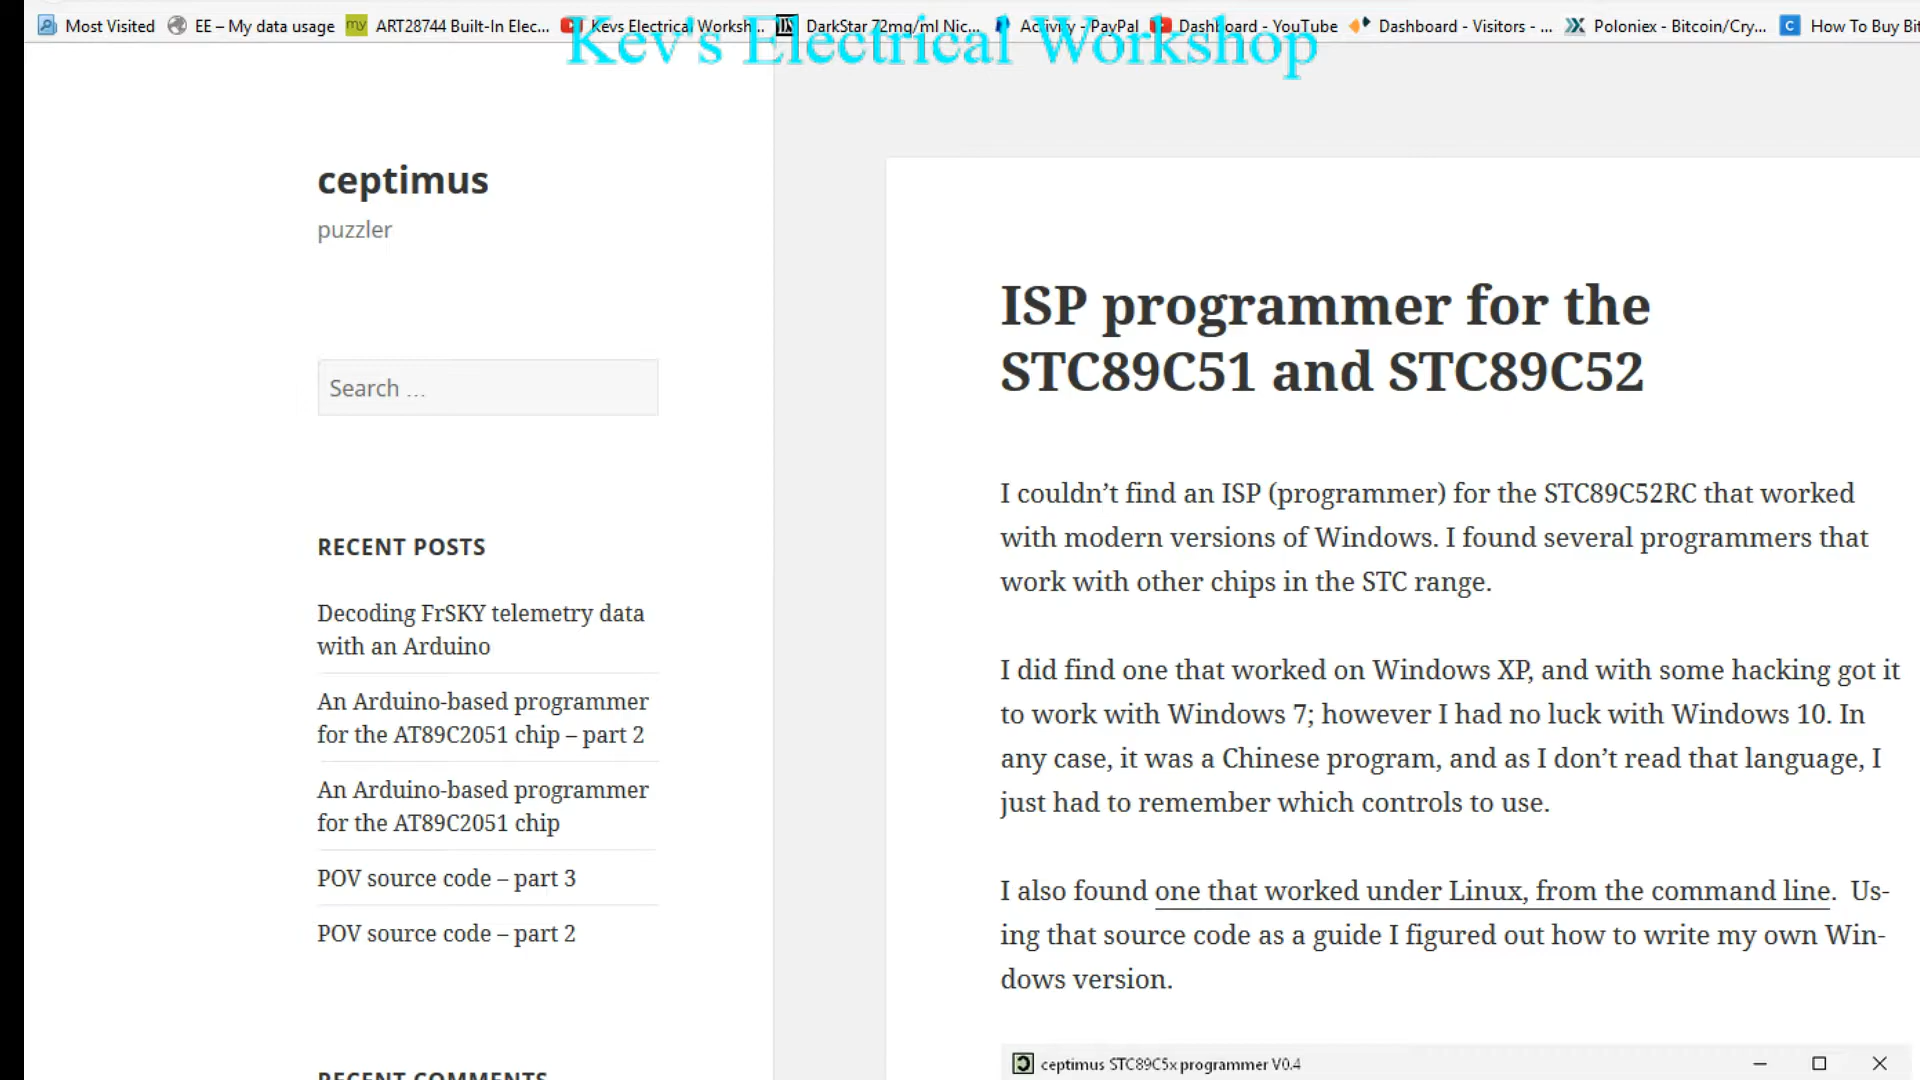 Most Visited EE – My data usage my ART28744 Built-In Elec... Kevs Electrical Worksh... DarkStar 72mg/ml Nic... Activity - PayPal Dashboard - YouTube Dashboard - Visitors - ... Poloniex - Bitcoin/Cry... C How To Buy Bit
Kev's Electrical Workshop
ceptimus
puzzler
Search ...
RECENT POSTS
Decoding FrSKY telemetry data
with an Arduino
An Arduino-based programmer
for the AT89C2051 chip – part 2
An Arduino-based programmer
for the AT89C2051 chip
POV source code – part 3
POV source code – part 2
RECENT COMMENTS
ISP programmer for the
STC89C51 and STC89C52
I couldn’t find an ISP (programmer) for the STC89C52RC that worked
with modern versions of Windows. I found several programmers that
work with other chips in the STC range.
I did find one that worked on Windows XP, and with some hacking got it
to work with Windows 7; however I had no luck with Windows 10. In
any case, it was a Chinese program, and as I don’t read that language, I
just had to remember which controls to use.
I also found one that worked under Linux, from the command line.  Us-
ing that source code as a guide I figured out how to write my own Win-
dows version.
ceptimus STC89C5x programmer V0.4